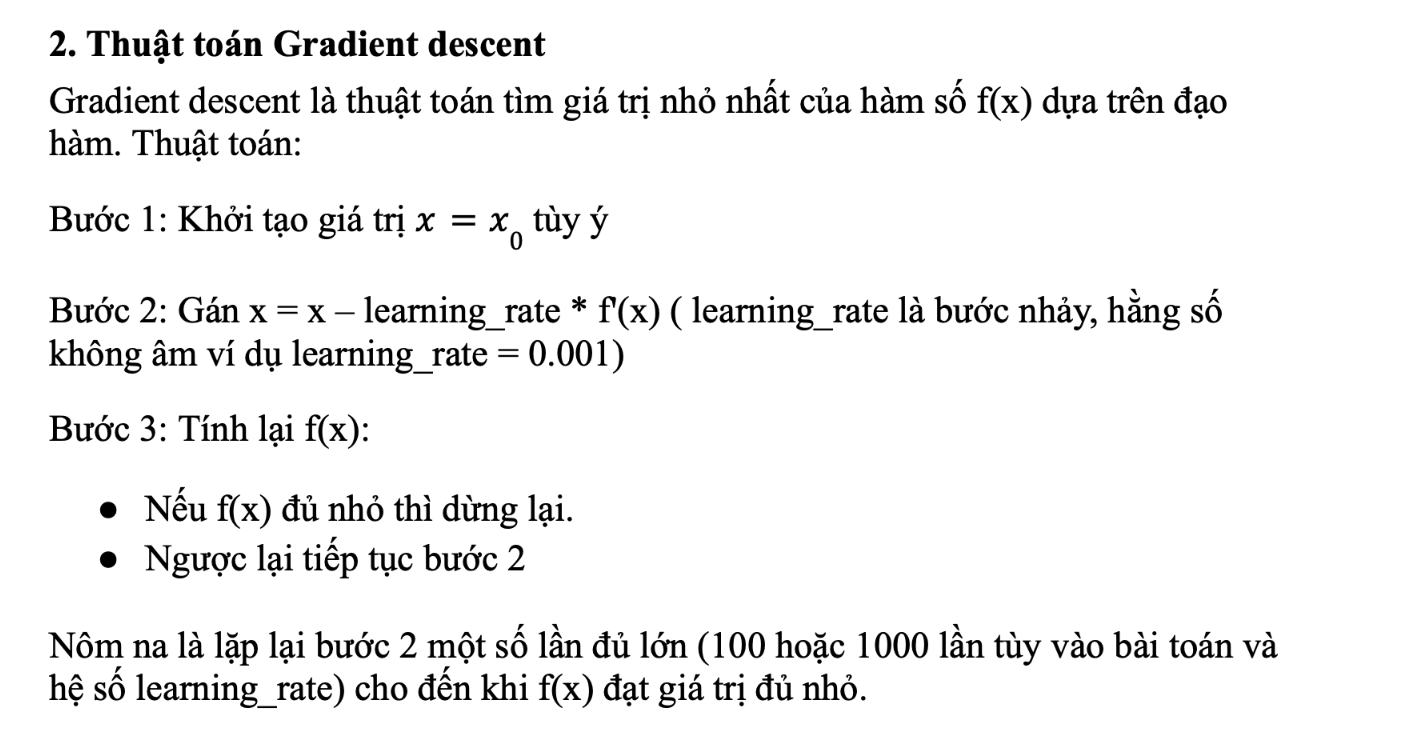 2. Thuật toán Gradient descent
Gradient descent là thuật toán tìm giá trị nhỏ nhất của hàm số f(x) dựa trên đạo
hàm. Thuật toán:
Bước 1: Khởi tạo giá trị x = x₀ tùy ý
Bước 2: Gán x = x – learning_rate * f'(x) ( learning_rate là bước nhảy, hằng số
không âm ví dụ learning_rate = 0.001)
Bước 3: Tính lại f(x):
● Nếu f(x) đủ nhỏ thì dừng lại.
● Ngược lại tiếp tục bước 2
Nôm na là lặp lại bước 2 một số lần đủ lớn (100 hoặc 1000 lần tùy vào bài toán và
hệ số learning_rate) cho đến khi f(x) đạt giá trị đủ nhỏ.